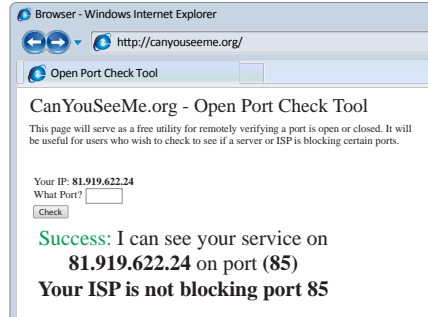 Browser - Windows Internet Explorer
http://canyouseeme.org/
Open Port Check Tool
CanYouSeeMe.org - Open Port Check Tool
This page will serve as a free utility for remotely verifying a port is open or closed. It will
be useful for users who wish to check to see if a server or ISP is blocking certain ports.
Your IP: 81.919.622.24
What Port?
Check
Success: I can see your service on
81.919.622.24 on port (85)
Your ISP is not blocking port 85